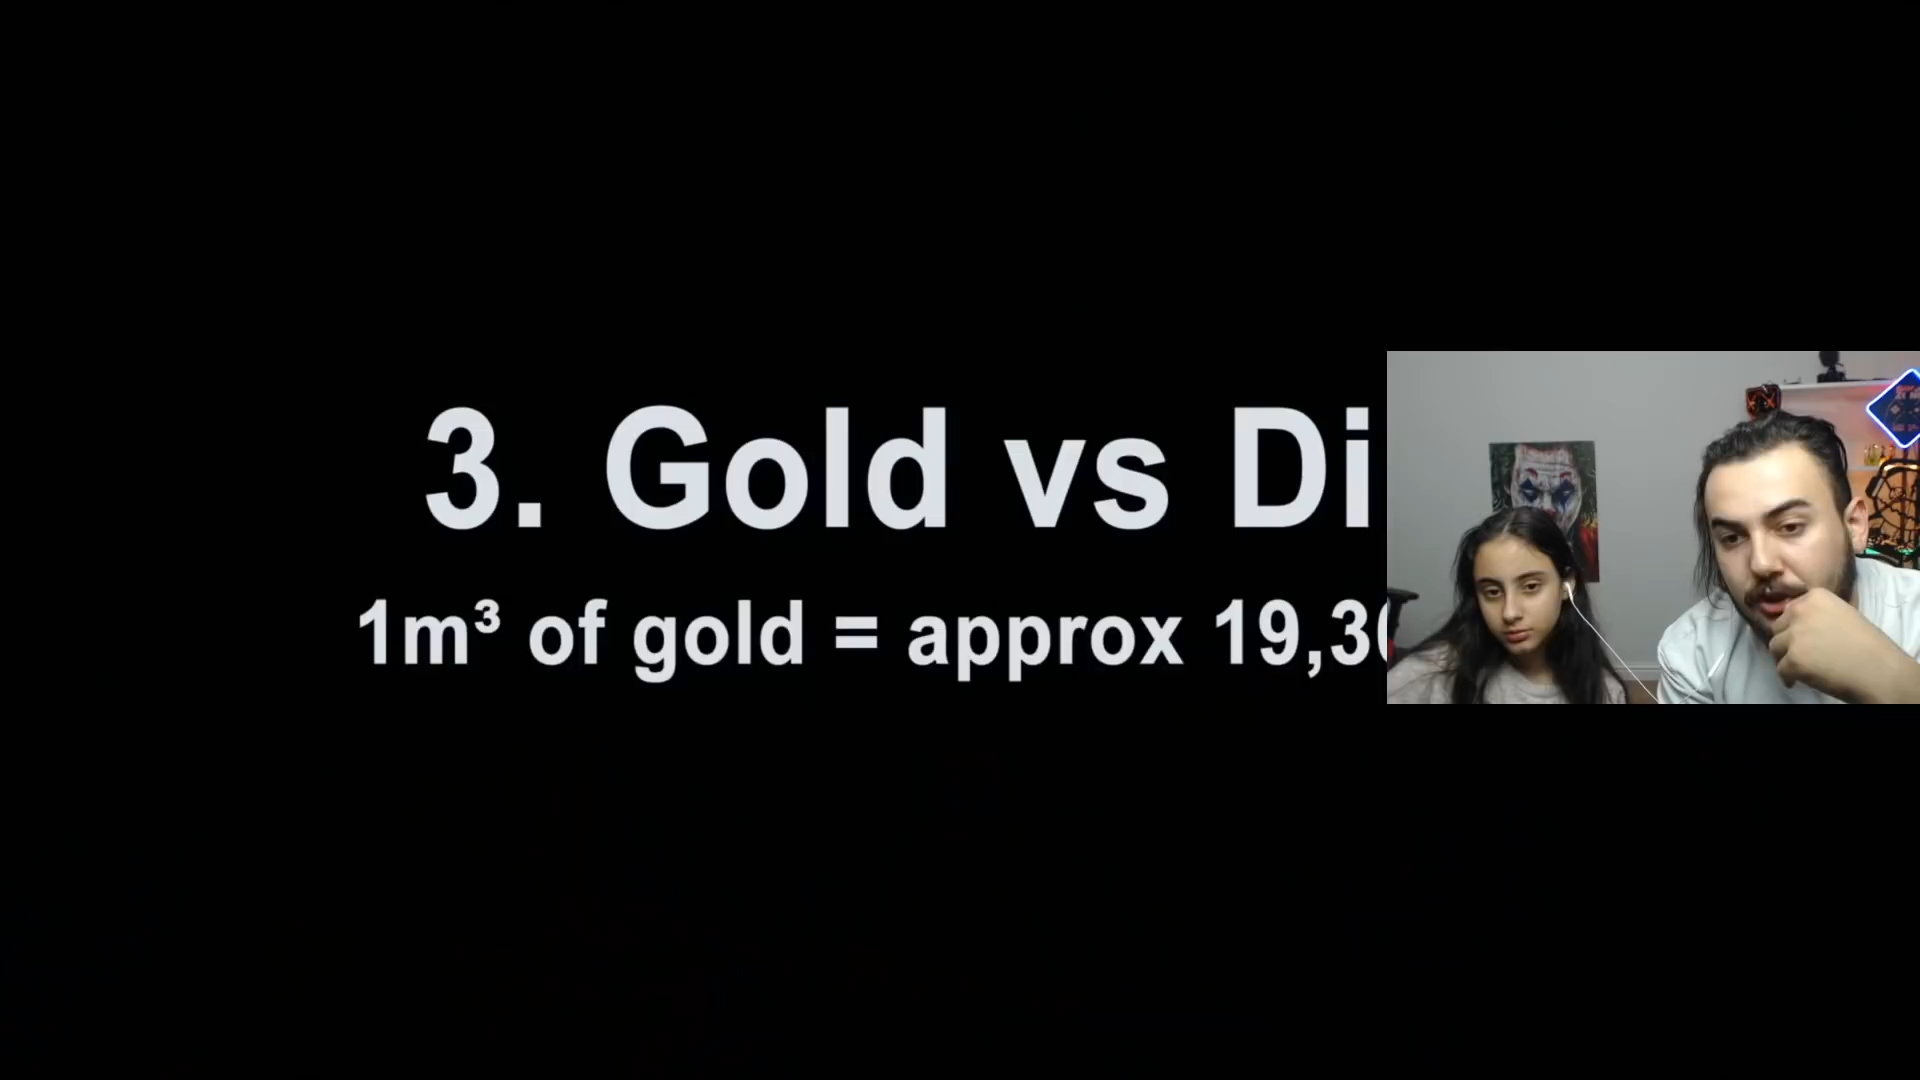 3. Gold vs Di
1m³ of gold = approx 19,30